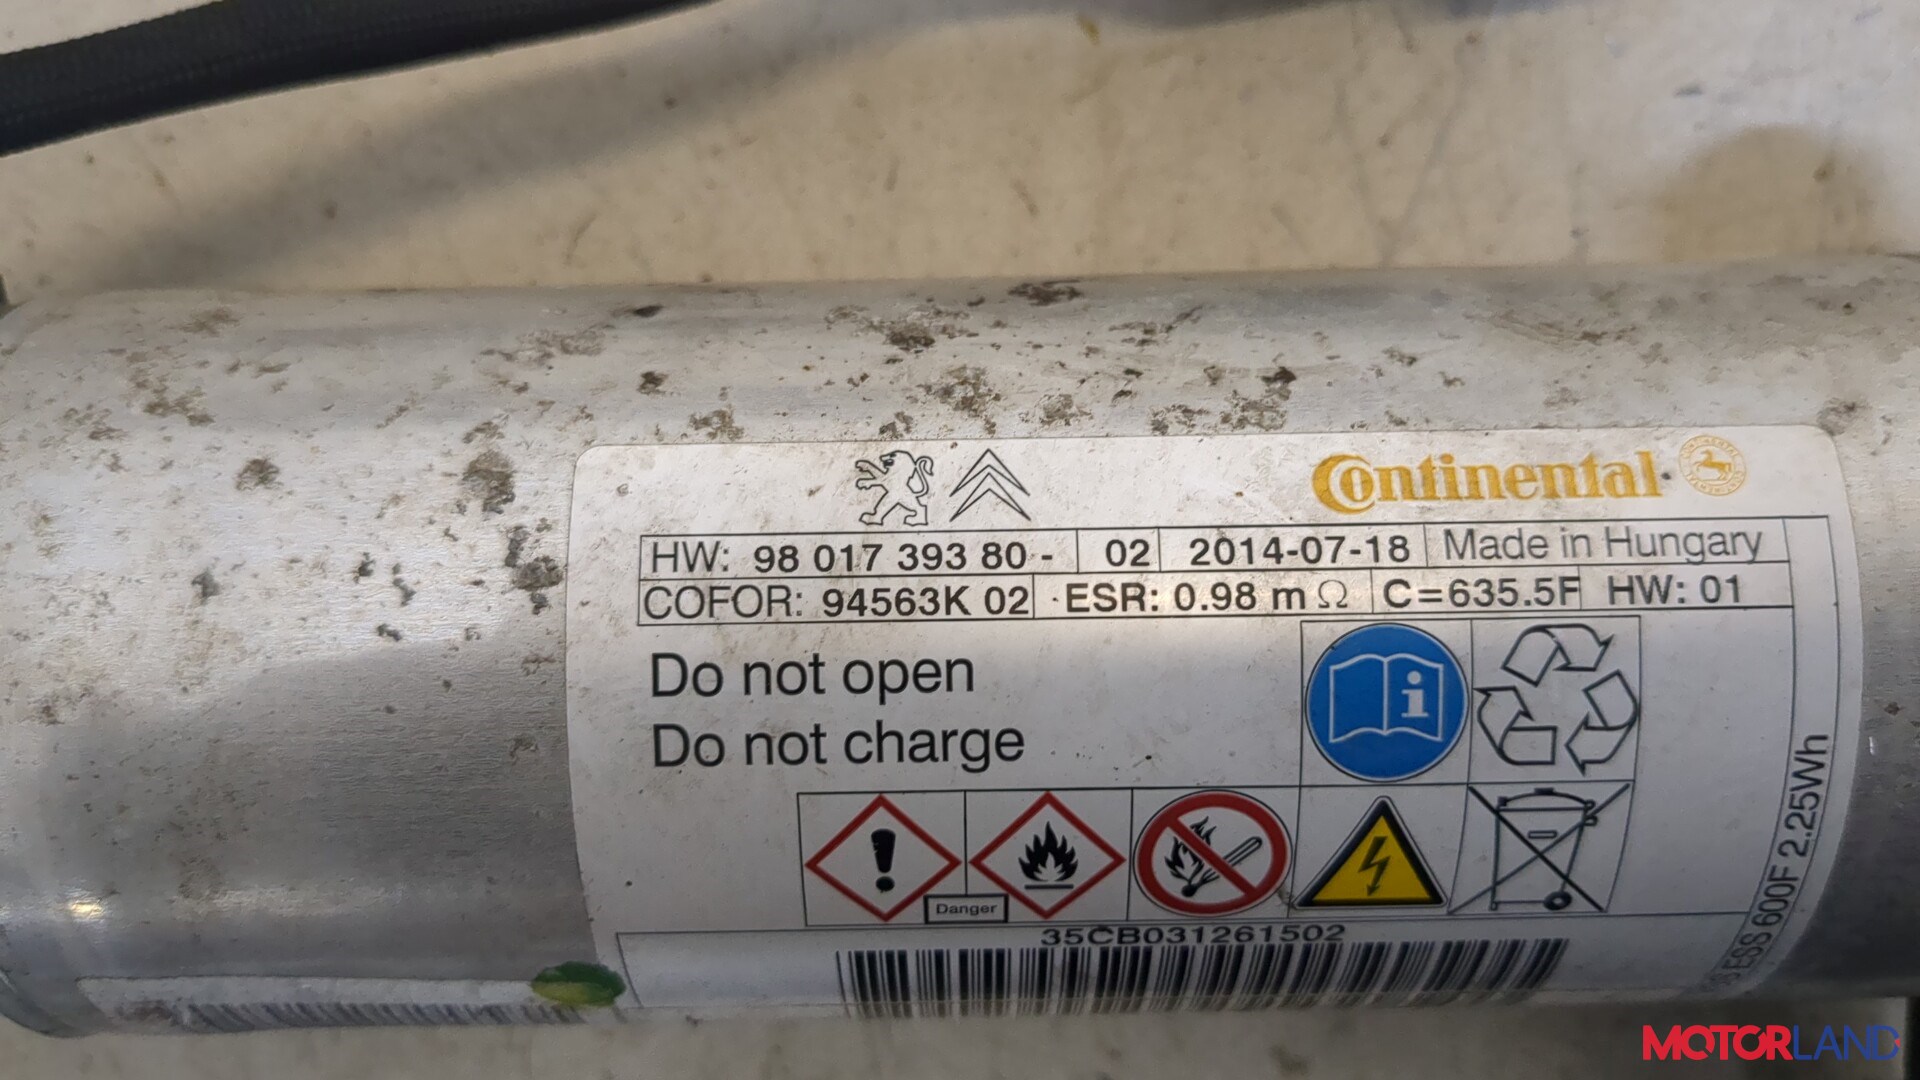 Continental
HW: 98 017 393 80 - 02 2014-07-18 Made in Hungary
COFOR: 94563K 02 ESR: 0.98 mΩ C=635.5F HW: 01
Do not open
Do not charge
Danger
35CB031261502
ESS 600F 2.25Wh
MOTORLAND